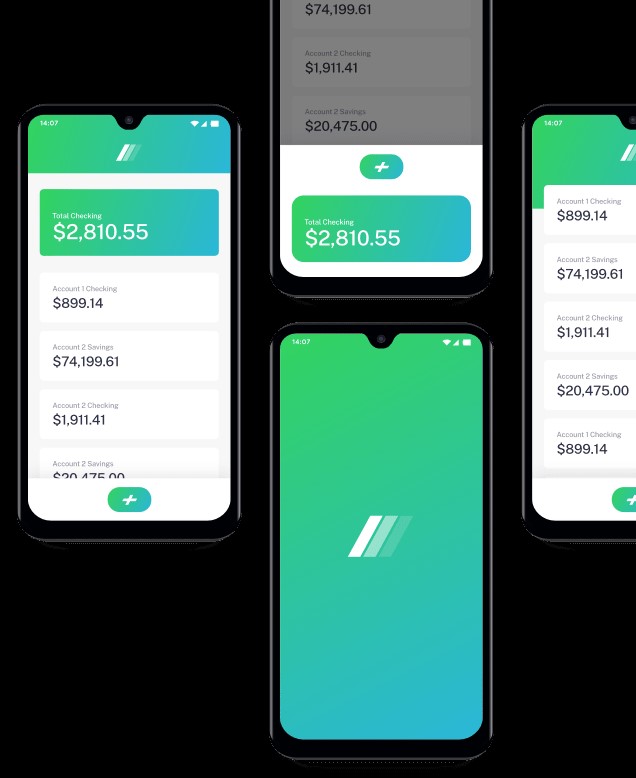 14:07
Total Checking
$2,810.55
Account 1 Checking
$899.14
Account 2 Savings
$74,199.61
Account 2 Checking
$1,911.41
Account 2 Savings
$20,475.00
$74,199.61
Account 2 Checking
$1,911.41
Account 2 Savings
$20,475.00
Total Checking
$2,810.55
14:07
14:07
Account 1 Checking
$899.14
Account 2 Savings
$74,199.61
Account 2 Checking
$1,911.41
Account 2 Savings
$20,475.00
Account 1 Checking
$899.14